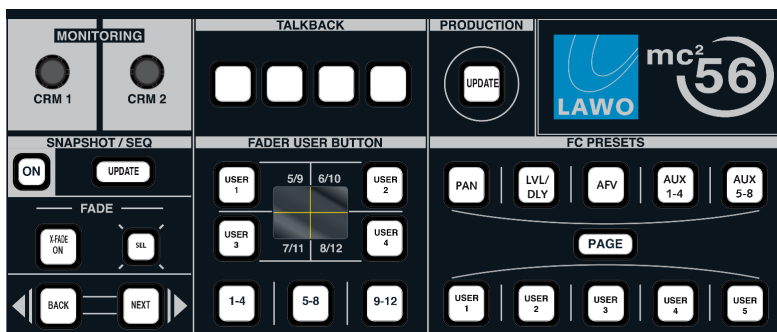 MONITORING
CRM 1
CRM 2
TALKBACK
PRODUCTION
UPDATE
LAWO
mc²
56
SNAPSHOT / SEQ
ON
UPDATE
FADE
X-FADE
ON
SEL
BACK
NEXT
FADER USER BUTTON
USER
1
5/9
6/10
USER
2
USER
3
7/11
8/12
USER
4
1-4
5-8
9-12
FC PRESETS
PAN
LVL/
DLY
AFV
AUX
1-4
AUX
5-8
PAGE
USER
1
USER
2
USER
3
USER
4
USER
5